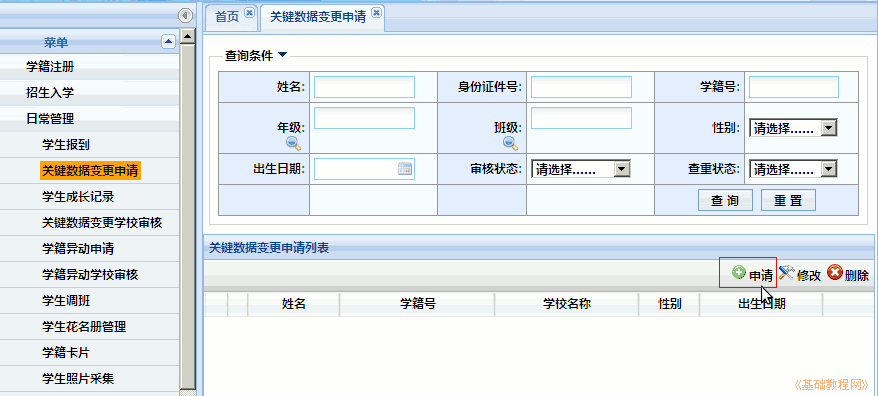 首页 关键数据变更申请
菜单
学籍注册
招生入学
日常管理
学生报到
关键数据变更申请
学生成长记录
关键数据变更学校审核
学籍异动申请
学籍异动学校审核
学生调班
学生花名册管理
学籍卡片
学生照片采集
查询条件
姓名: 身份证件号: 学籍号:
年级: 班级: 性别: 请选择......
出生日期: 审核状态: 请选择...... 查重状态: 请选择......
查 询 重 置
关键数据变更申请列表
申请 修改 删除
姓名 学籍号 学校名称 性别 出生日期
《基础教程网》